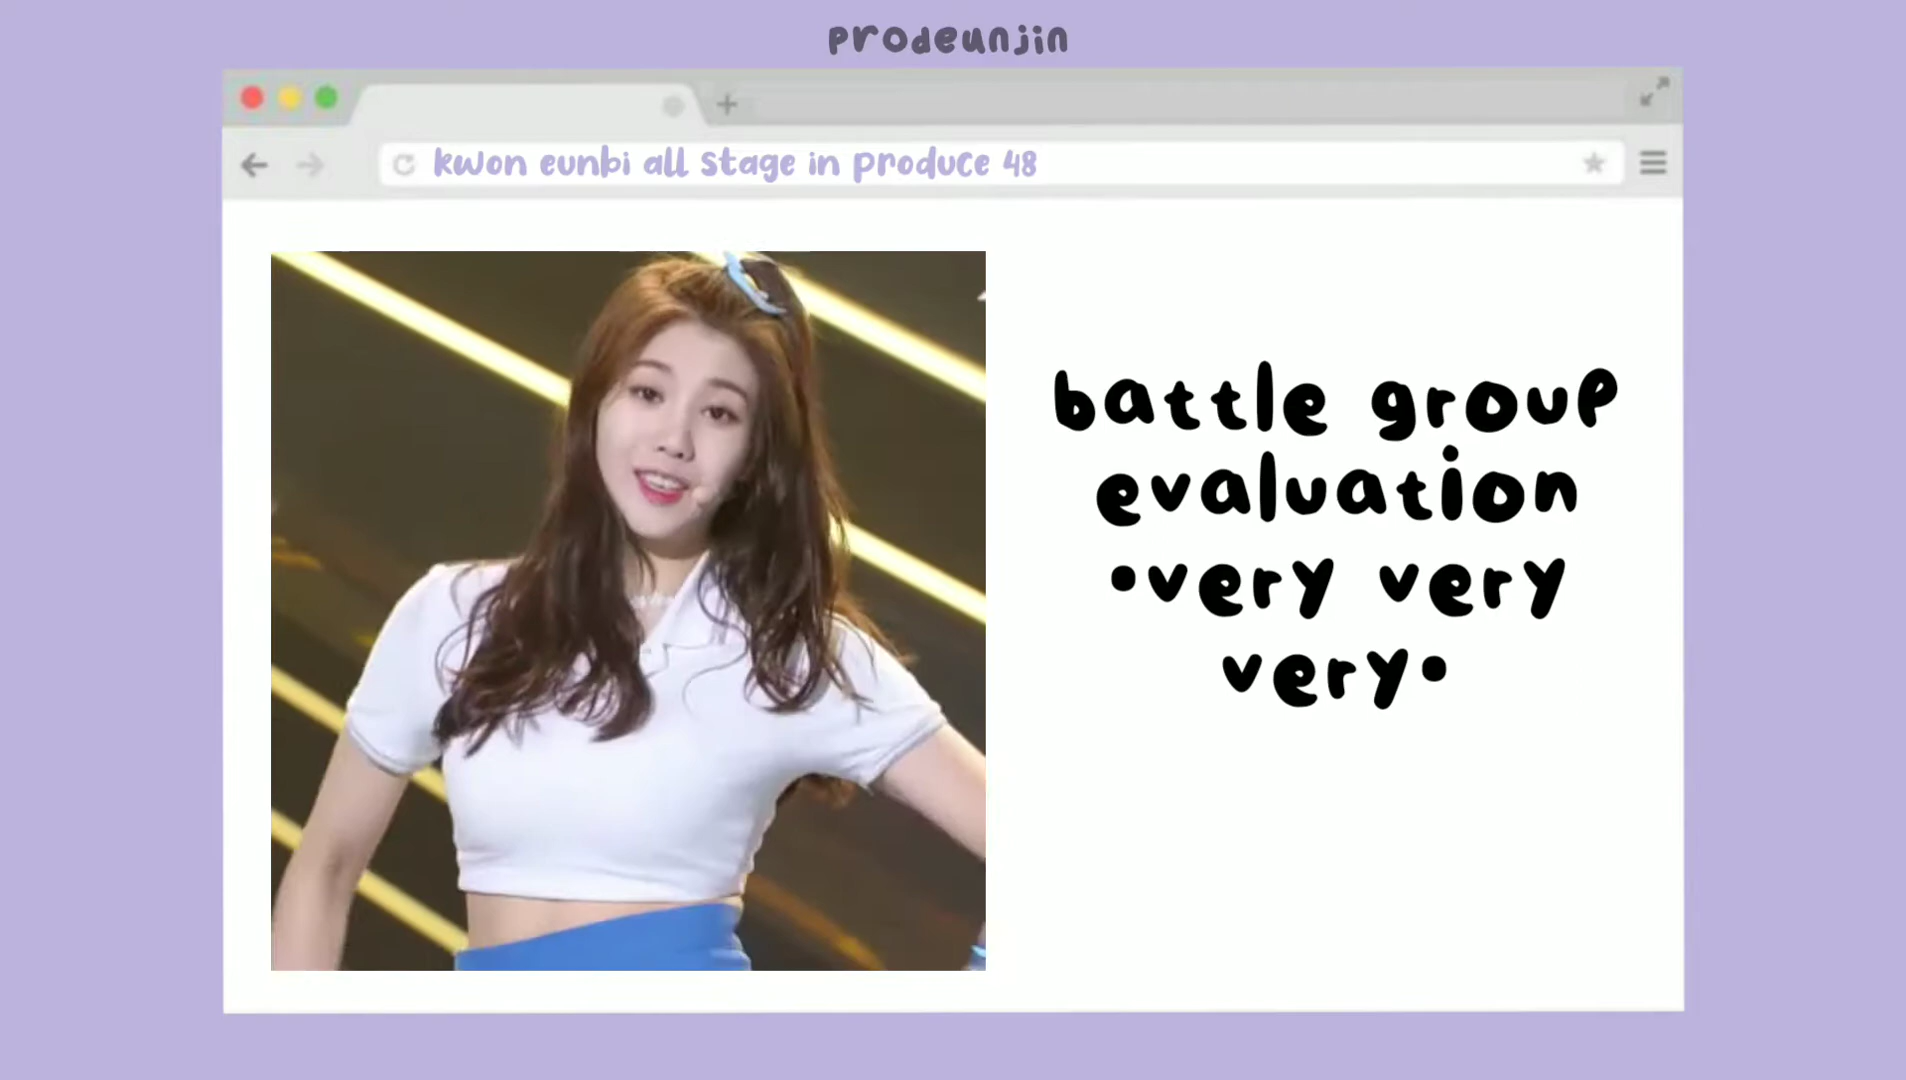 prodeunjin
kwon eunbi all stage in produce 48
battle group
evaluation
•very very
very•